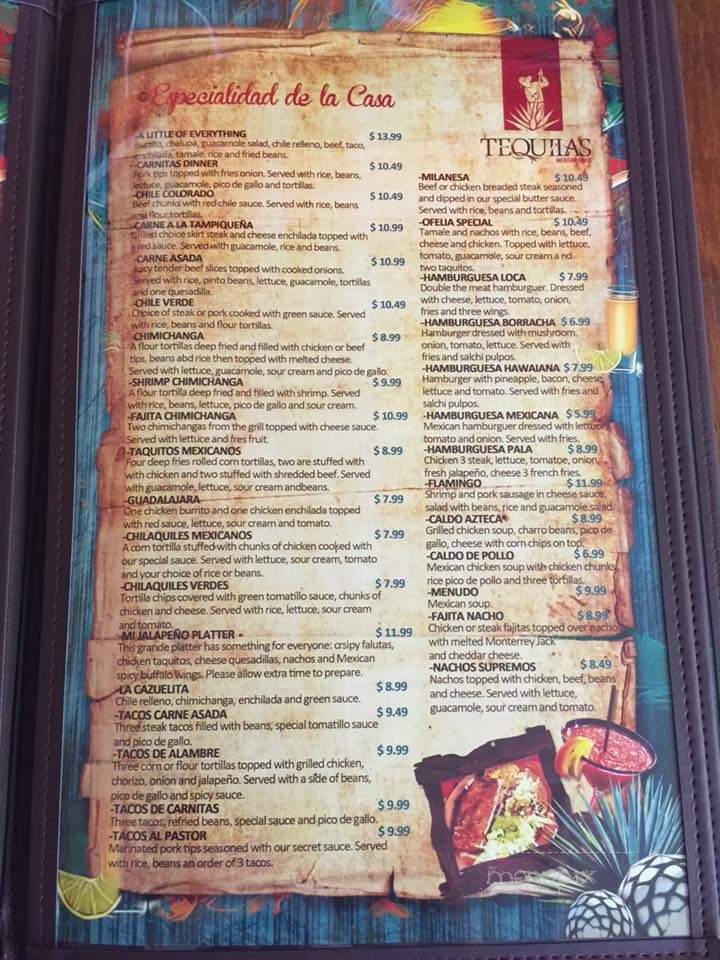 Especialidad de la Casa
-A LITTLE OF EVERYTHING $ 13.99
Burrito, chalupa, guacamole salad, chile relleno, beef, taco,
enchilada, tamale, rice and fried beans.
-CARNITAS DINNER $ 10.49
Pork tips topped with fries onion. Served with rice, beans,
lettuce, guacamole, pico de gallo and tortillas.
-CHILE COLORADO $ 10.49
Beef chunks with red chile sauce. Served with rice, beans
and flour tortillas.
-CARNE A LA TAMPIQUEÑA $ 10.99
Grilled choice skirt steak and cheese enchilada topped with
a red sauce. Served with guacamole, rice and beans.
-CARNE ASADA $ 10.99
Juicy tender beef slices topped with cooked onions.
Served with rice, pinto beans, lettuce, guacamole, tortillas
and one quesadilla.
-CHILE VERDE $ 10.49
Choice of steak or pork cooked with green sauce. Served
with rice, beans and flour tortillas.
-CHIMICHANGA $ 8.99
A flour tortillas deep fried and filled with chicken or beef
tips, beans abd rice then topped with melted cheese.
Served with lettuce, guacamole, sour cream and pico de gallo.
-SHRIMP CHIMICHANGA $ 9.99
A flour tortilla deep fried and filled with shrimp. Served
with rice, beans, lettuce, pico de gallo and sour cream.
-FAJITA CHIMICHANGA $ 10.99
Two chimichangas from the grill topped with cheese sauce.
Served with lettuce and fres fruit.
-TAQUITOS MEXICANOS $ 8.99
Four deep fries rolled corn tortillas, two are stuffed with
with chicken and two stuffed with shredded beef. Served
with guacamole, lettuce, sour cream andbeans.
-GUADALAJARA $ 7.99
One chicken burrito and one chicken enchilada topped
with red sauce, lettuce, sour cream and tomato.
-CHILAQUILES MEXICANOS $ 7.99
A corn tortilla stuffed with chunks of chicken cooked with
our special sauce. Served with lettuce, sour cream, tomato
and your choice of rice or beans.
-CHILAQUILES VERDES $ 7.99
Tortilla chips covered with green tomatillo sauce, chunks of
chicken and cheese. Served with rice, lettuce, sour cream
and tomato.
-MI JALAPEÑO PLATTER $ 11.99
This grande platter has something for everyone: crsipy falutas,
chicken taquitos, cheese quesadillas, nachos and Mexican
spicy buffalo wings. Please allow extra time to prepare.
-LA CAZUELITA $ 8.99
Chile relleno, chimichanga, enchilada and green sauce.
-TACOS CARNE ASADA $ 9.49
Three steak tacos filled with beans, special tomatillo sauce
and pico de gallo.
-TACOS DE ALAMBRE $ 9.99
Three corn or flour tortillas topped with grilled chicken,
chorizo, onion and jalapeño. Served with a side of beans,
pico de gallo and spicy sauce.
-TACOS DE CARNITAS $ 9.99
Three tacos, refried beans, special sauce and pico de gallo.
-TACOS AL PASTOR $ 9.99
Marinated pork tips seasoned with our secret sauce. Served
with rice, beans an order of 3 tacos.
TEQUILA'S
MEXICAN GRILL
-MILANESA $ 10.49
Beef or chicken breaded steak seasoned
and dipped in our special butter sauce.
Served with rice, beans and tortillas.
-OFELIA SPECIAL $ 10.49
Tamale and nachos with rice, beans, beef,
cheese and chicken. Topped with lettuce,
tomato, guacamole, sour cream a nd
two taquitos.
-HAMBURGUESA LOCA $ 7.99
Double the meat hamburger. Dressed
with cheese, lettuce, tomato, onion,
fries and three wings.
-HAMBURGUESA BORRACHA $ 6.99
Hamburger dressed with mushroom,
onion, tomato, lettuce. Served with
fries and salchi pulpos.
-HAMBURGUESA HAWAIANA $ 7.99
Hamburger with pineapple, bacon, cheese,
lettuce and tomato. Served with fries and
salchi pulpos.
-HAMBURGUESA MEXICANA $ 5.99
Mexican hamburguer dressed with lettuce,
tomato and onion. Served with fries.
-HAMBURGUESA PALA $ 8.99
Chicken 3 steak, lettuce, tomatoe, onion,
fresh jalapeño, cheese 3 french fries.
-FLAMINGO $ 11.99
Shrimp and pork sausage in cheese sauce,
salad with beans, rice and guacamole salad.
-CALDO AZTECA* $ 8.99
Grilled chicken soup, charro beans, pico de
gallo, cheese with corn chips on top.
-CALDO DE POLLO $ 6.99
Mexican chicken soup with chicken chunks,
rice pico de pollo and three tortillas.
-MENUDO $ 9.99
Mexican soup.
-FAJITA NACHO $ 8.99
Chicken or steak fajitas topped over nachos
with melted Monterrey Jack
and cheddar cheese.
-NACHOS SUPREMOS $ 8.49
Nachos topped with chicken, beef, beans
and cheese. Served with lettuce,
guacamole, sour cream and tomato.